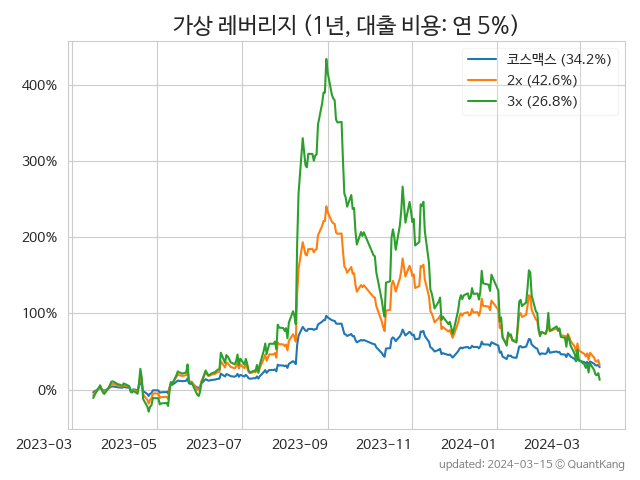 가상 레버리지 (1년, 대출 비용: 연 5%)
코스맥스 (34.2%)
2x (42.6%)
3x (26.8%)
400%
300%
200%
100%
0%
2023-03 2023-05 2023-07 2023-09 2023-11 2024-01 2024-03
updated: 2024-03-15 © QuantKang